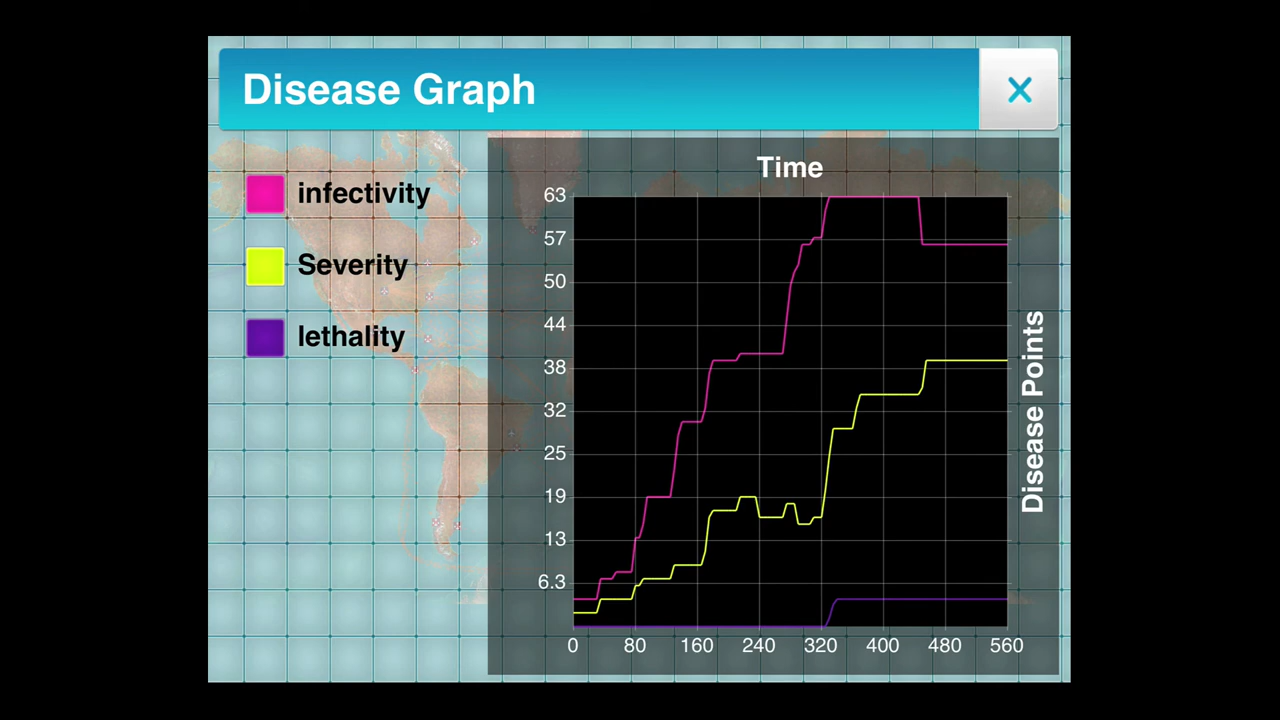 Disease Graph
infectivity
Severity
lethality
Time
63
57
50
44
38
32
25
19
13
6.3
0 80 160 240 320 400 480 560
Disease Points